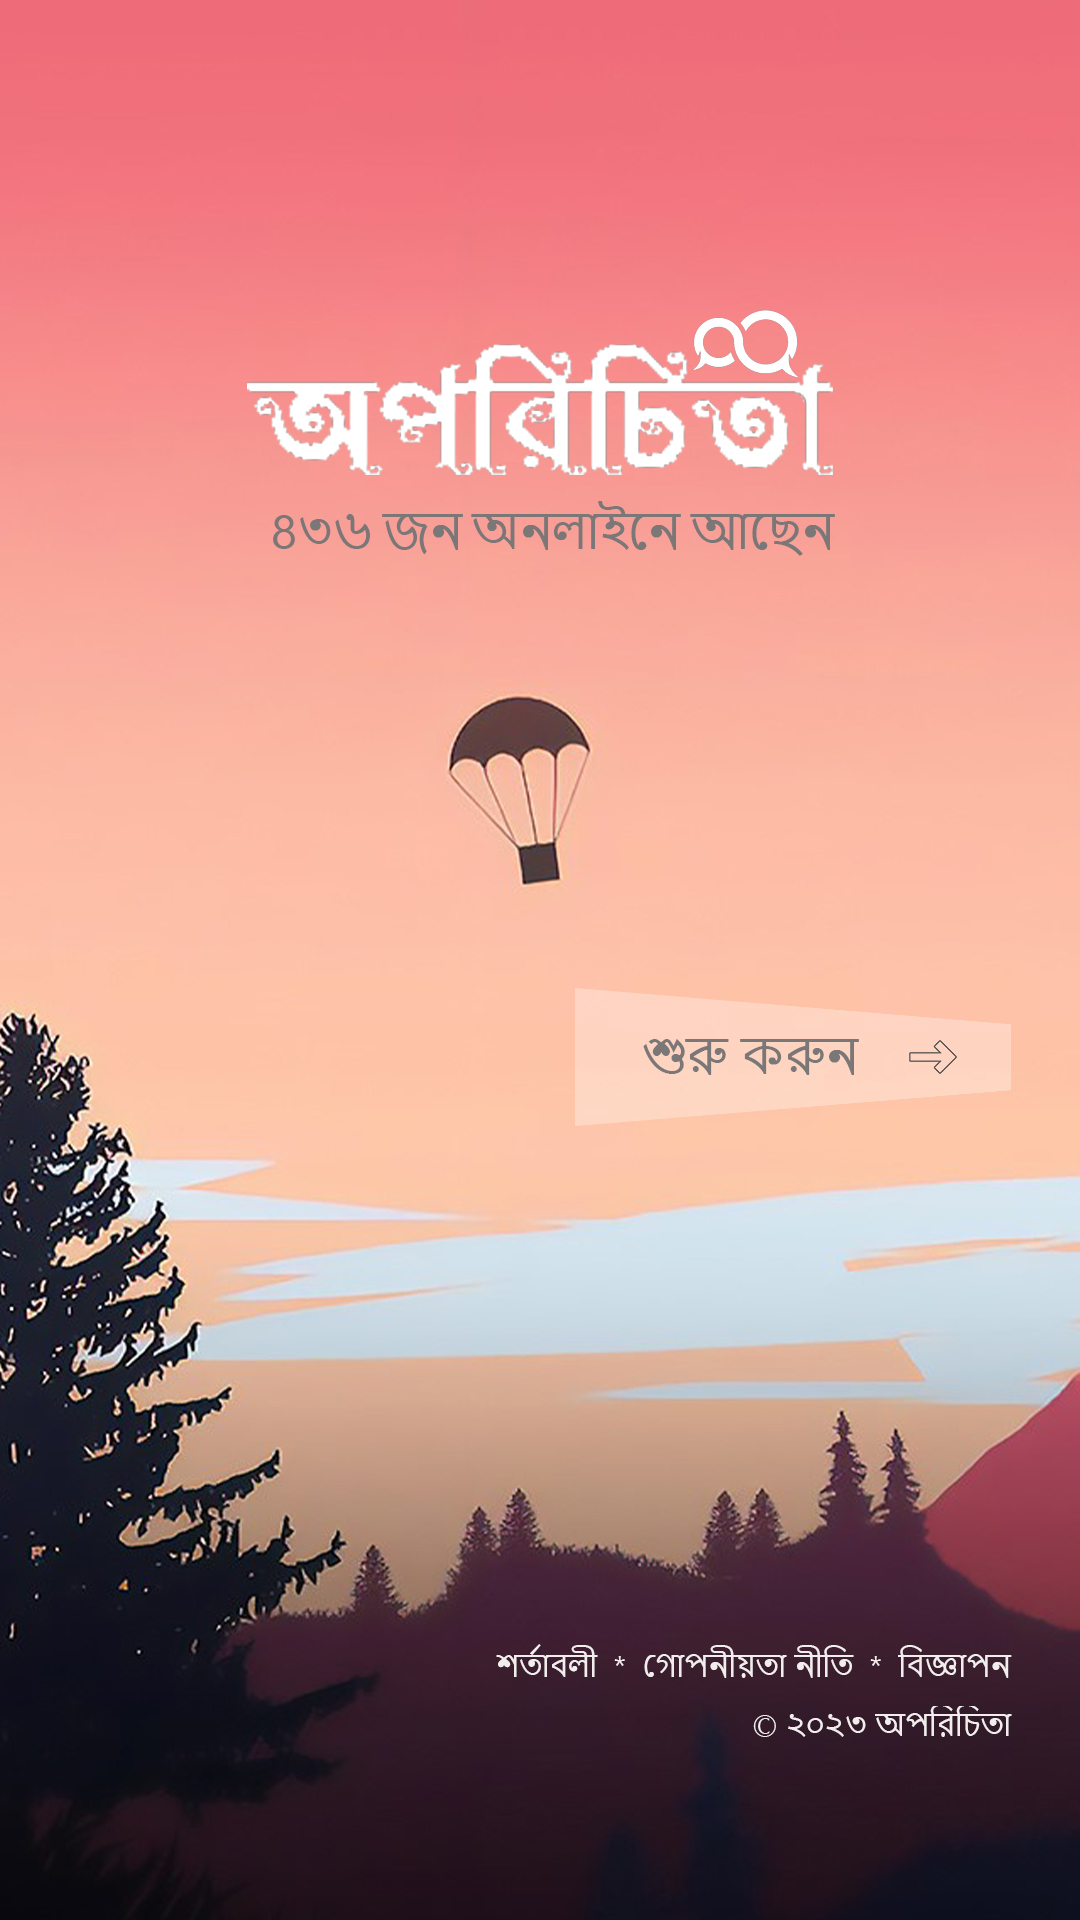 অপরিচিতা
৪৩৬ জন অনলাইনে আছেন
শুরু করুন
শর্তাবলী * গোপনীয়তা নীতি * বিজ্ঞাপন
© ২০২৩ অপরিচিতা